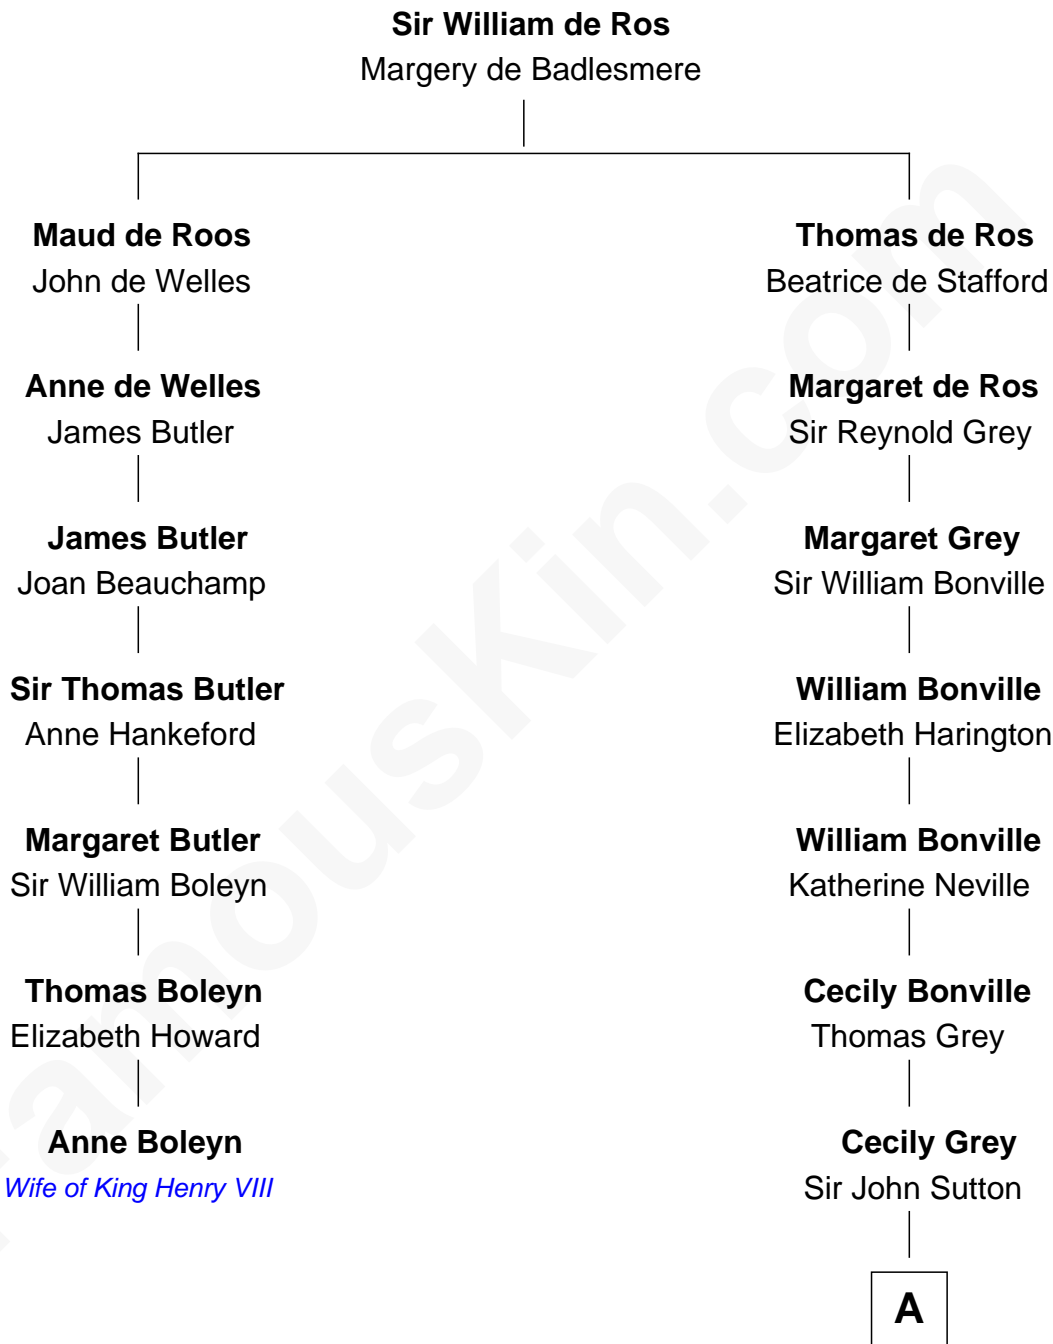 Sir William de Ros
Margery de Badlesmere
Maud de Roos
John de Welles
Thomas de Ros
Beatrice de Stafford
Anne de Welles
James Butler
Margaret de Ros
Sir Reynold Grey
James Butler
Joan Beauchamp
Margaret Grey
Sir William Bonville
Sir Thomas Butler
Anne Hankeford
William Bonville
Elizabeth Harington
Margaret Butler
Sir William Boleyn
William Bonville
Katherine Neville
Thomas Boleyn
Elizabeth Howard
Cecily Bonville
Thomas Grey
Anne Boleyn
Wife of King Henry VIII
Cecily Grey
Sir John Sutton
A
FamousKin.com